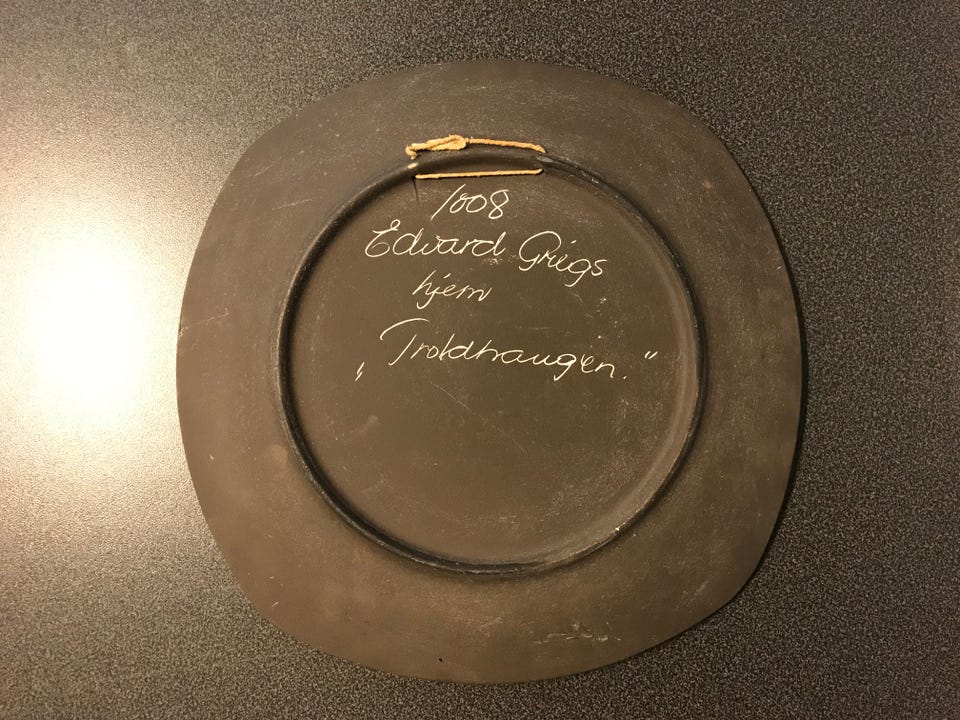 1008
Edvard Griegs
hjem
„Troldhaugen."